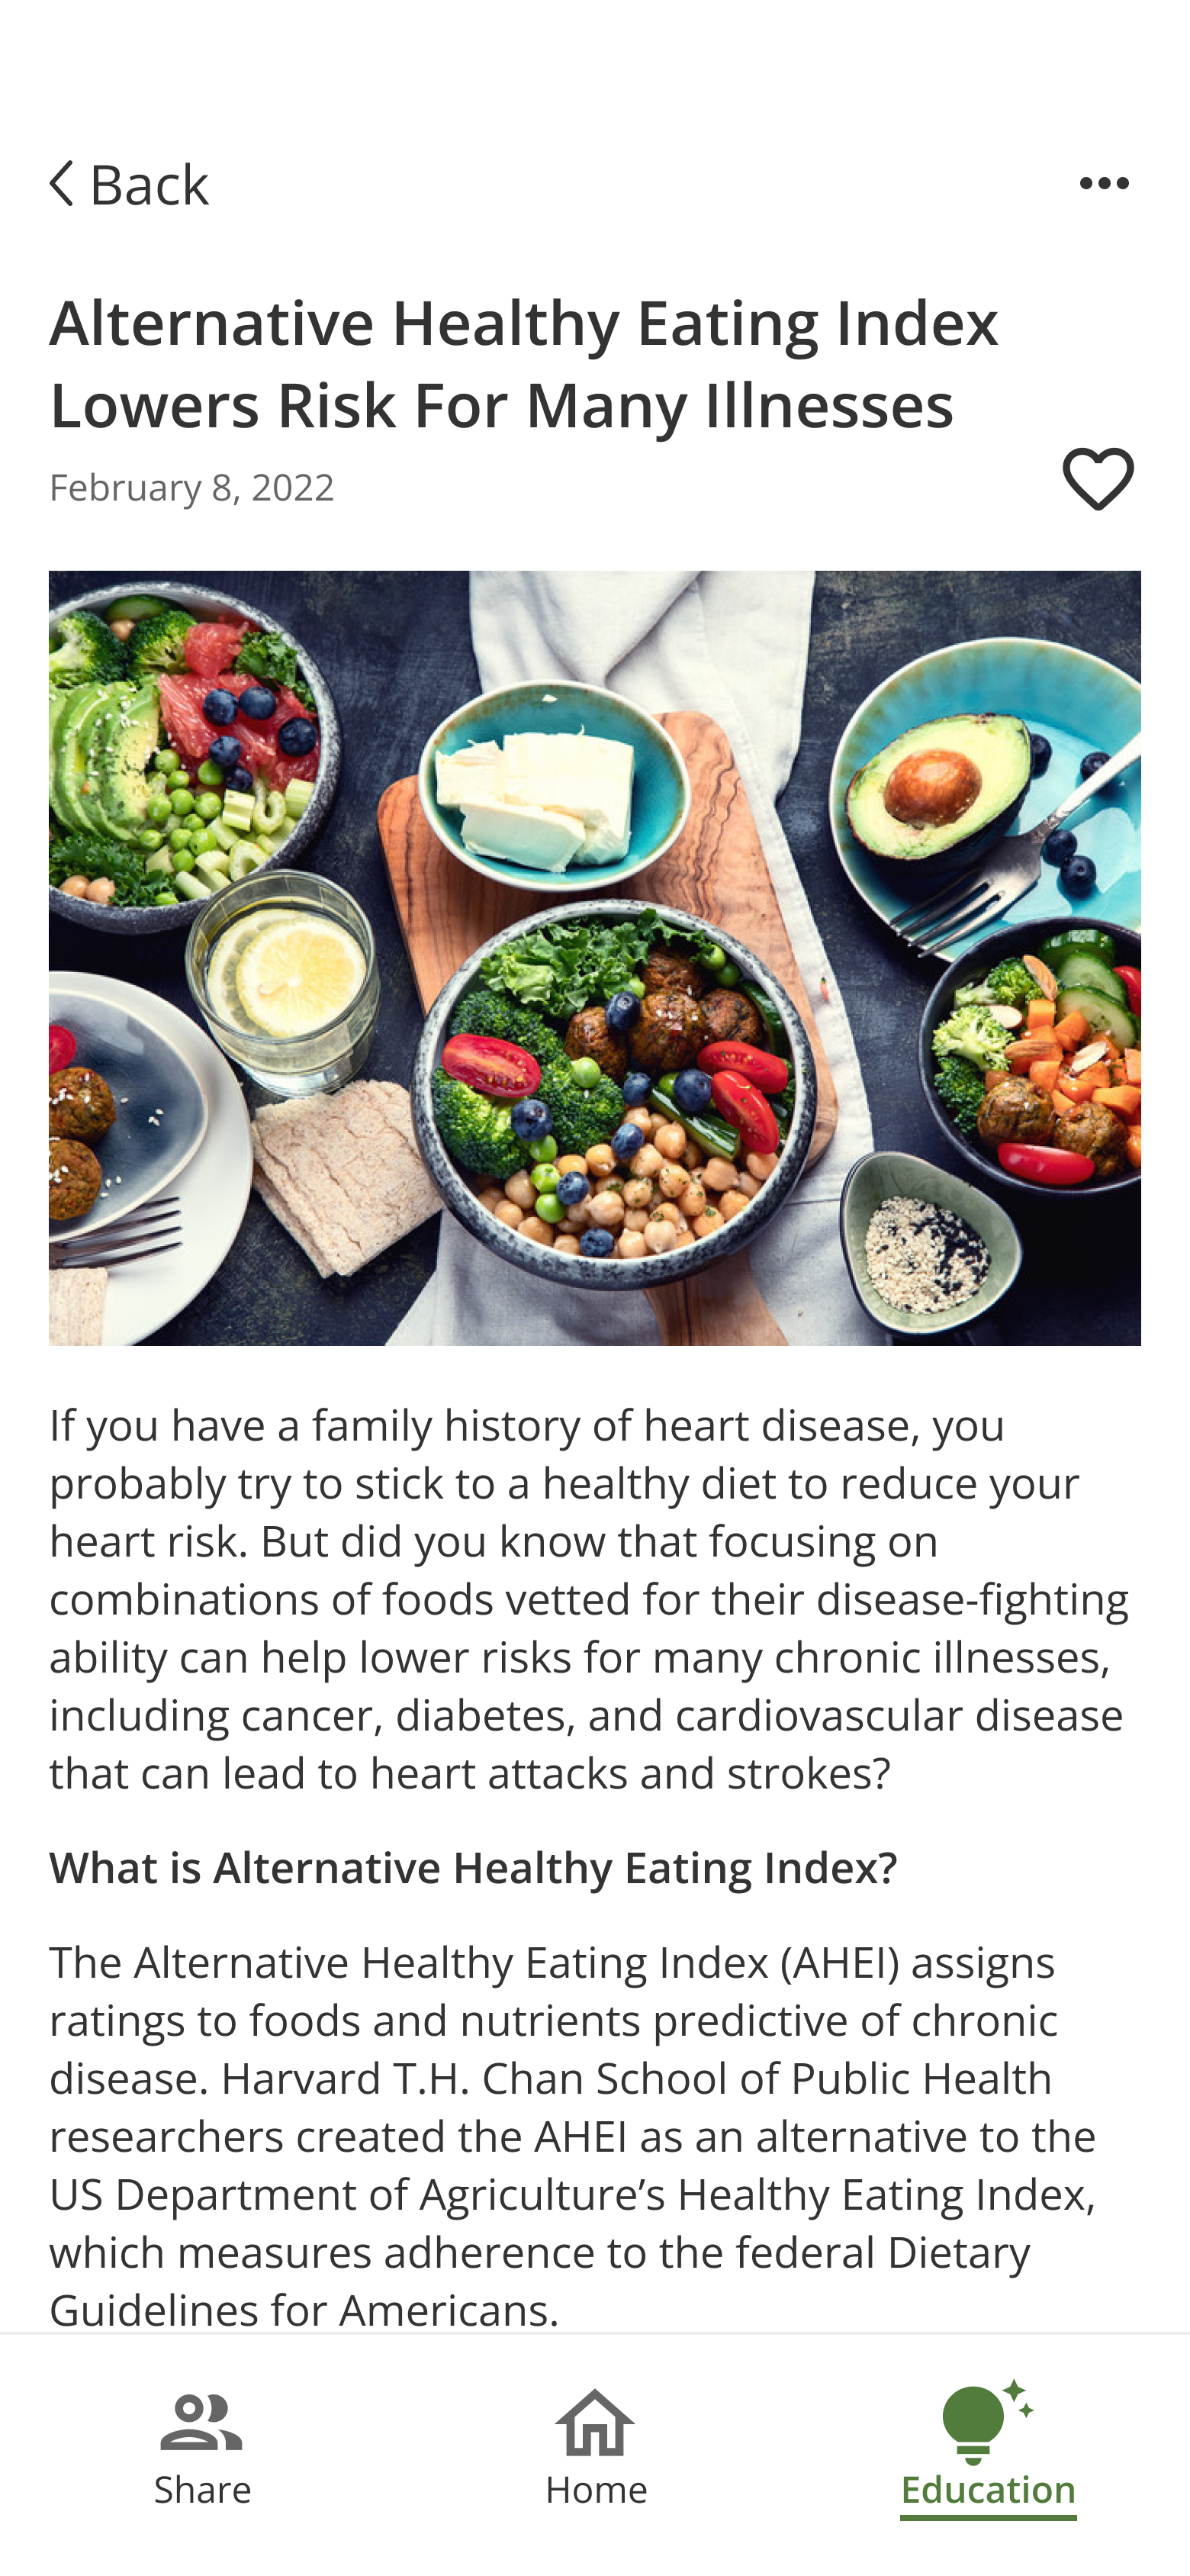 Back
Alternative Healthy Eating Index
Lowers Risk For Many Illnesses
February 8, 2022
If you have a family history of heart disease, you
probably try to stick to a healthy diet to reduce your
heart risk. But did you know that focusing on
combinations of foods vetted for their disease-fighting
ability can help lower risks for many chronic illnesses,
including cancer, diabetes, and cardiovascular disease
that can lead to heart attacks and strokes?
What is Alternative Healthy Eating Index?
The Alternative Healthy Eating Index (AHEI) assigns
ratings to foods and nutrients predictive of chronic
disease. Harvard T.H. Chan School of Public Health
researchers created the AHEI as an alternative to the
US Department of Agriculture’s Healthy Eating Index,
which measures adherence to the federal Dietary
Guidelines for Americans.
Share
Home
Education